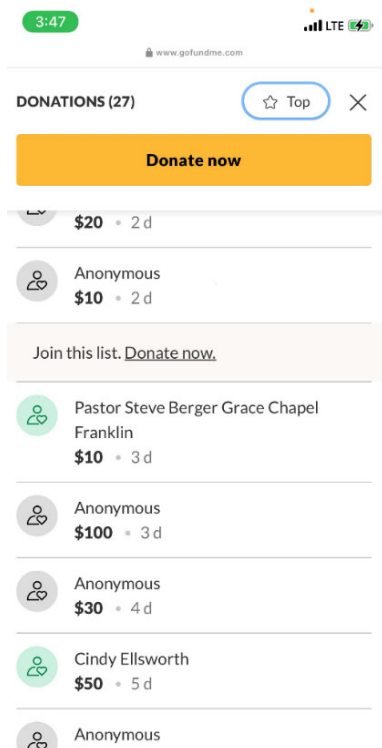 3:47
LTE
www.gofundme.com
DONATIONS (27)
Top
Donate now
$20 • 2 d
Anonymous
$10 • 2 d
Join this list. Donate now.
Pastor Steve Berger Grace Chapel
Franklin
$10 • 3 d
Anonymous
$100 • 3 d
Anonymous
$30 • 4 d
Cindy Ellsworth
$50 • 5 d
Anonymous